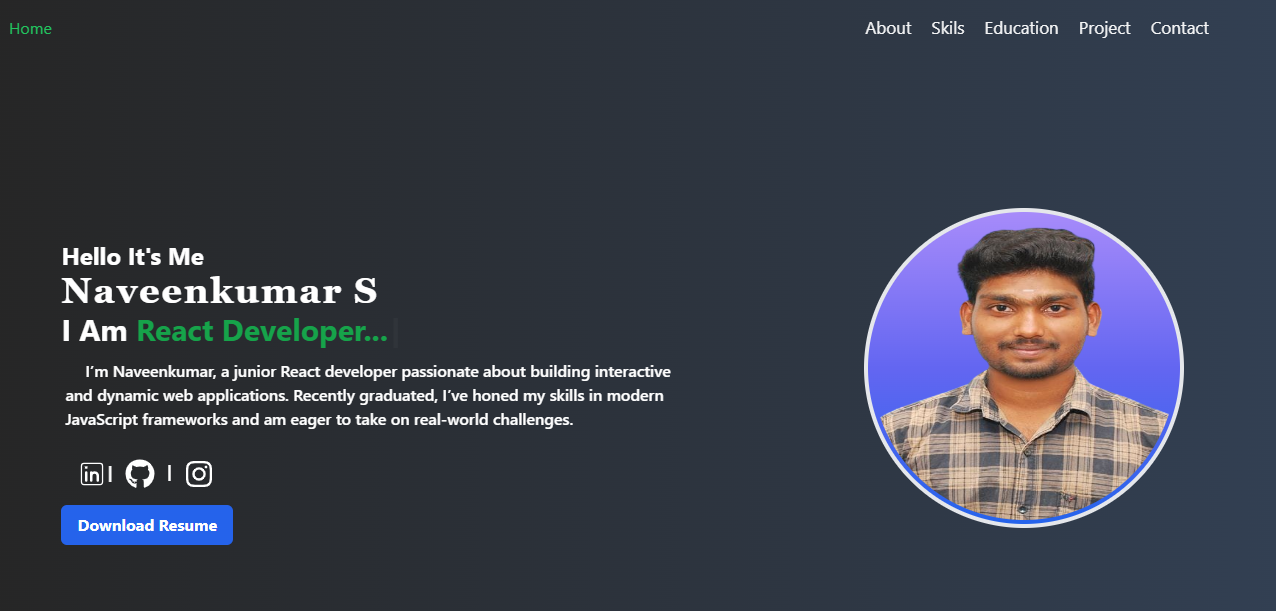 Home About Skils Education Project Contact
Hello It's Me
Naveenkumar S
I Am React Developer...
I’m Naveenkumar, a junior React developer passionate about building interactive
and dynamic web applications. Recently graduated, I’ve honed my skills in modern
JavaScript frameworks and am eager to take on real-world challenges.
in | |
Download Resume